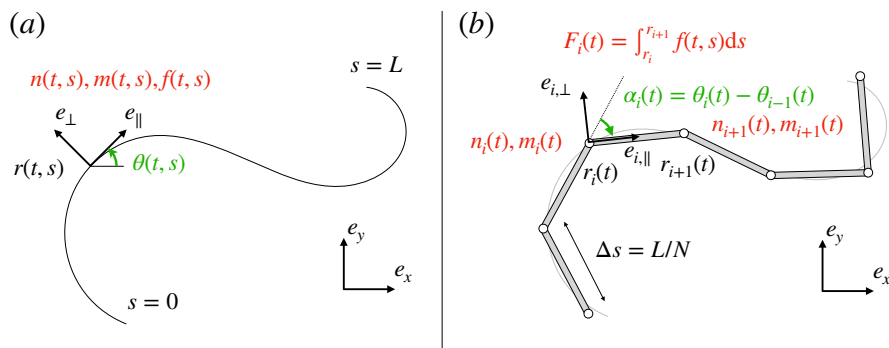 (a)
n(t, s), m(t, s), f(t, s)
s = L
e⊥
e∥
r(t, s)
θ(t, s)
e_y
e_x
s = 0
(b)
F_i(t) = ∫_{r_i}^{r_{i+1}} f(t, s)ds
e_{i,⊥}
α_i(t) = θ_i(t) − θ_{i−1}(t)
n_i(t), m_i(t)
n_{i+1}(t), m_{i+1}(t)
e_{i,∥}
r_i(t)
r_{i+1}(t)
Δs = L/N
e_y
e_x